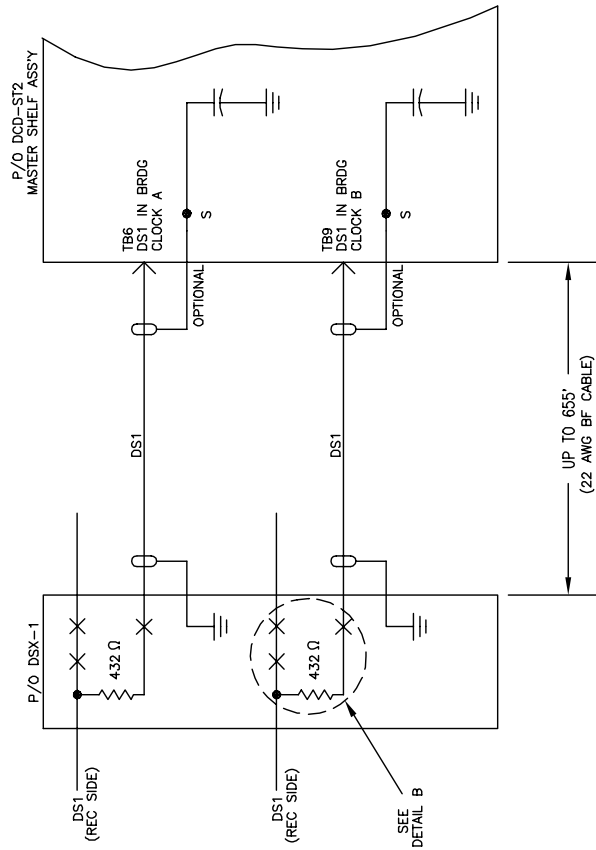 P/O DCD-ST2
MASTER SHELF ASS'Y
TB6
DS1 IN BRDG
CLOCK A
S
OPTIONAL
DS1
P/O DSX-1
432 Ω
DS1
(REC SIDE)
TB9
DS1 IN BRDG
CLOCK B
S
OPTIONAL
DS1
432 Ω
DS1
(REC SIDE)
SEE
DETAIL B
UP TO 655'
(22 AWG BF CABLE)